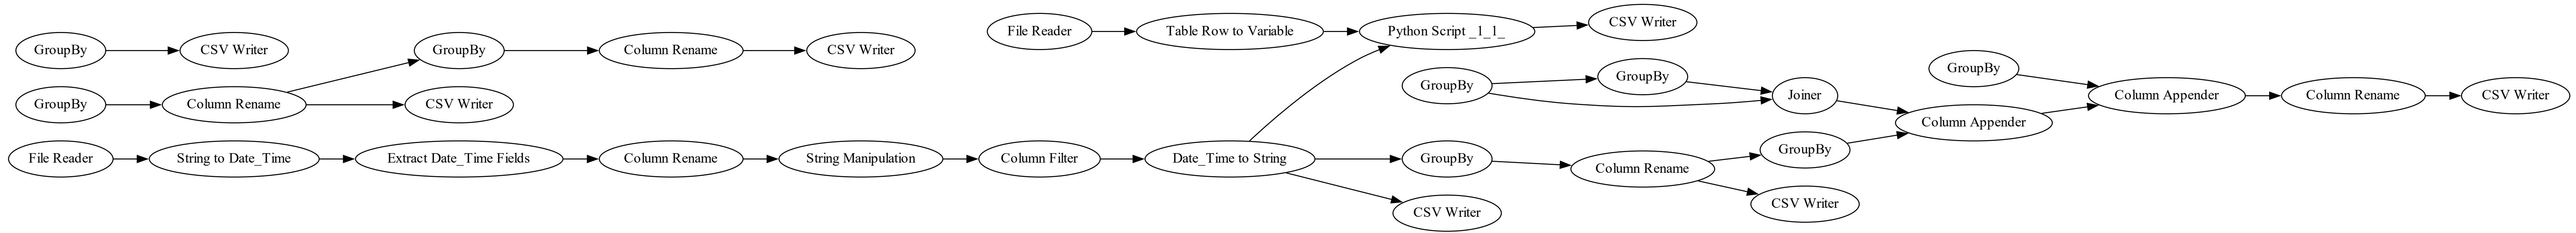 File Reader
Table Row to Variable
Python Script _1_1_
CSV Writer
GroupBy
CSV Writer
GroupBy
Column Rename
CSV Writer
GroupBy
Column Rename
CSV Writer
GroupBy
GroupBy
Joiner
GroupBy
Column Appender
Column Appender
Column Rename
CSV Writer
File Reader
String to Date_Time
Extract Date_Time Fields
Column Rename
String Manipulation
Column Filter
Date_Time to String
GroupBy
Column Rename
GroupBy
CSV Writer
CSV Writer